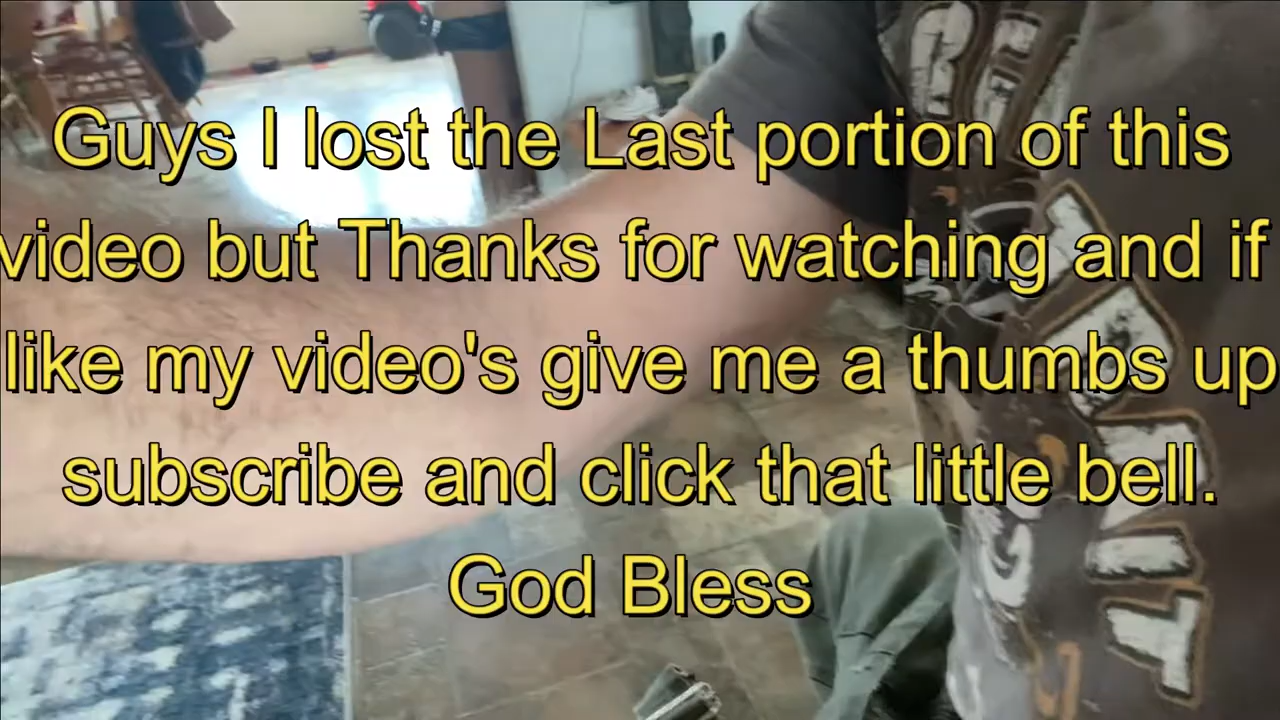 Guys I lost the Last portion of this
video but Thanks for watching and if
like my video's give me a thumbs up
subscribe and click that little bell.
God Bless